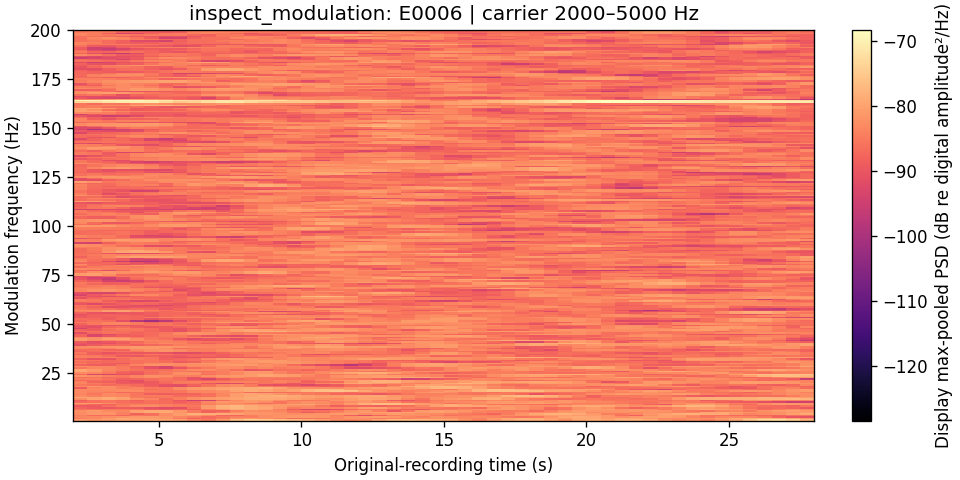 inspect_modulation: E0006 | carrier 2000–5000 Hz
200
175
150
125
100
75
50
25
Modulation frequency (Hz)
5 10 15 20 25
Original-recording time (s)
−70
−80
−90
−100
−110
−120
Display max-pooled PSD (dB re digital amplitude²/Hz)